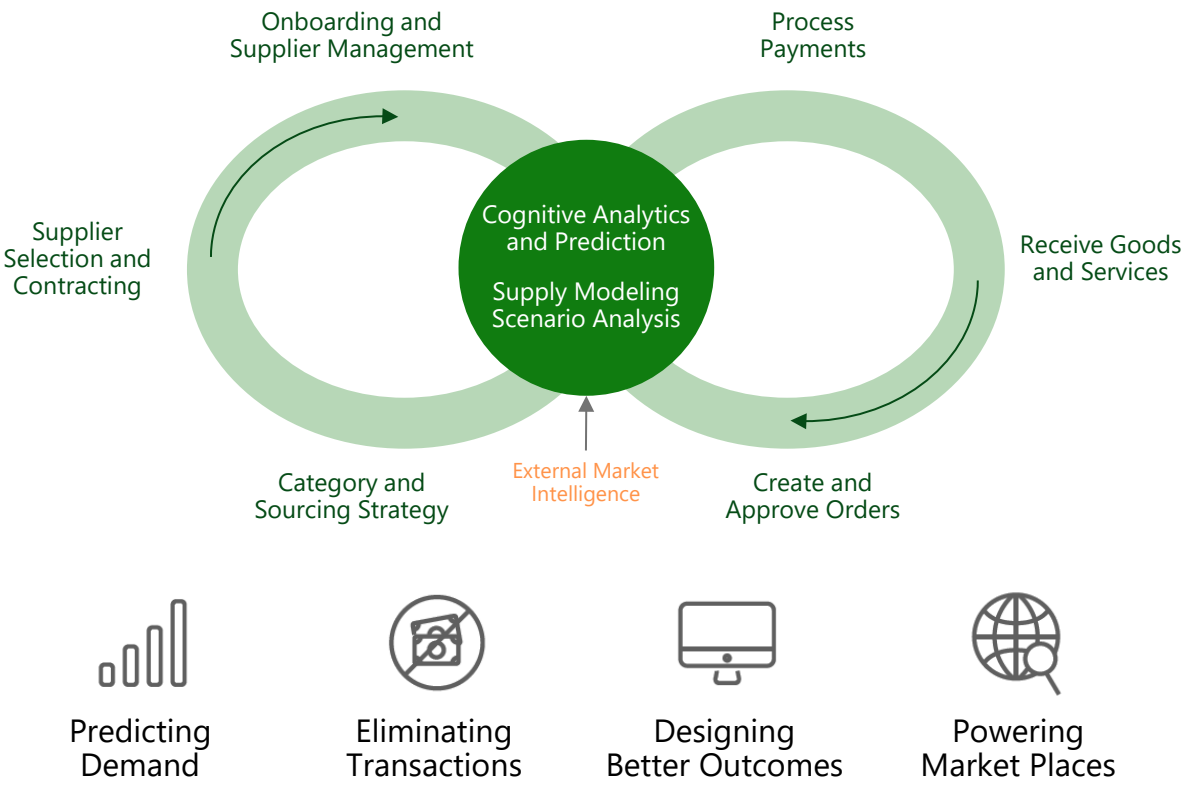 Onboarding and
Supplier Management
Process
Payments
Supplier
Selection and
Contracting
Cognitive Analytics
and Prediction
Supply Modeling
Scenario Analysis
Receive Goods
and Services
External Market
Intelligence
Category and
Sourcing Strategy
Create and
Approve Orders
Predicting
Demand
Eliminating
Transactions
Designing
Better Outcomes
Powering
Market Places